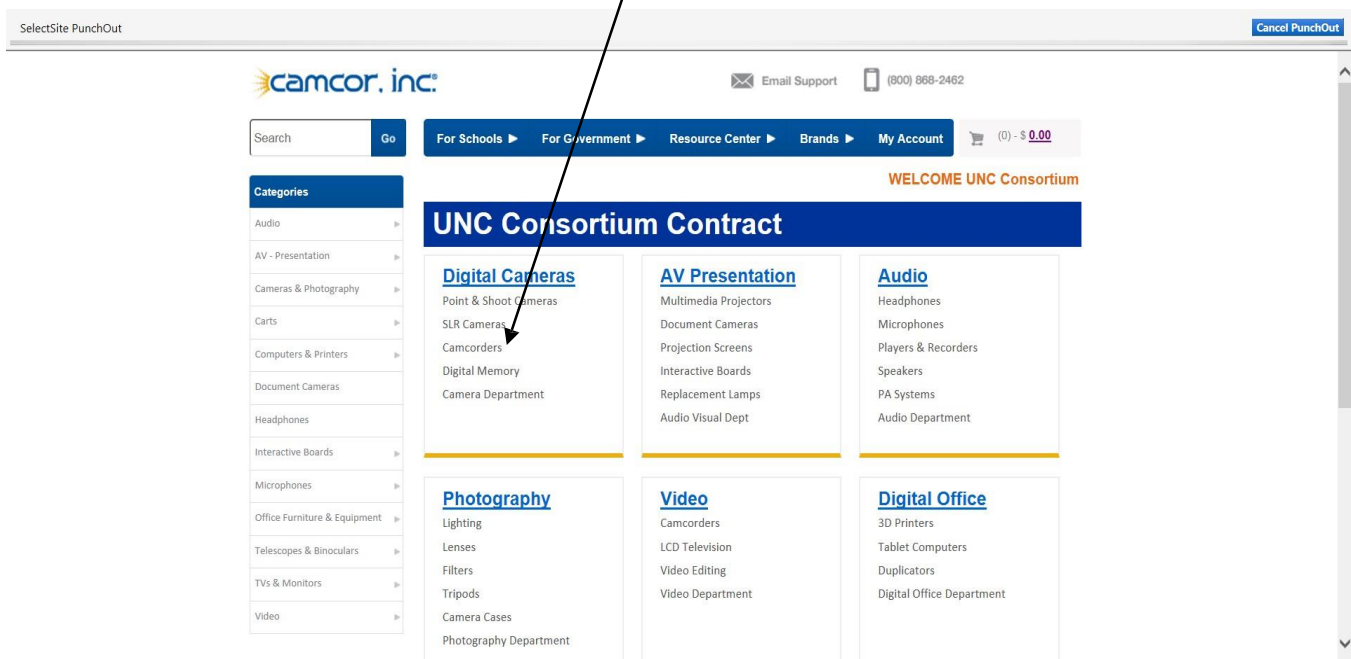 SelectSite PunchOut
Cancel PunchOut
camcor, inc.®
Email Support
(800) 868-2462
Search
Go
For Schools ▶
For Government ▶
Resource Center ▶
Brands ▶
My Account
(0) - $ 0.00
WELCOME UNC Consortium
Categories
Audio
AV - Presentation
Cameras & Photography
Carts
Computers & Printers
Document Cameras
Headphones
Interactive Boards
Microphones
Office Furniture & Equipment
Telescopes & Binoculars
TVs & Monitors
Video
UNC Consortium Contract
Digital Cameras
Point & Shoot Cameras
SLR Cameras
Camcorders
Digital Memory
Camera Department
AV Presentation
Multimedia Projectors
Document Cameras
Projection Screens
Interactive Boards
Replacement Lamps
Audio Visual Dept
Audio
Headphones
Microphones
Players & Recorders
Speakers
PA Systems
Audio Department
Photography
Lighting
Lenses
Filters
Tripods
Camera Cases
Photography Department
Video
Camcorders
LCD Television
Video Editing
Video Department
Digital Office
3D Printers
Tablet Computers
Duplicators
Digital Office Department